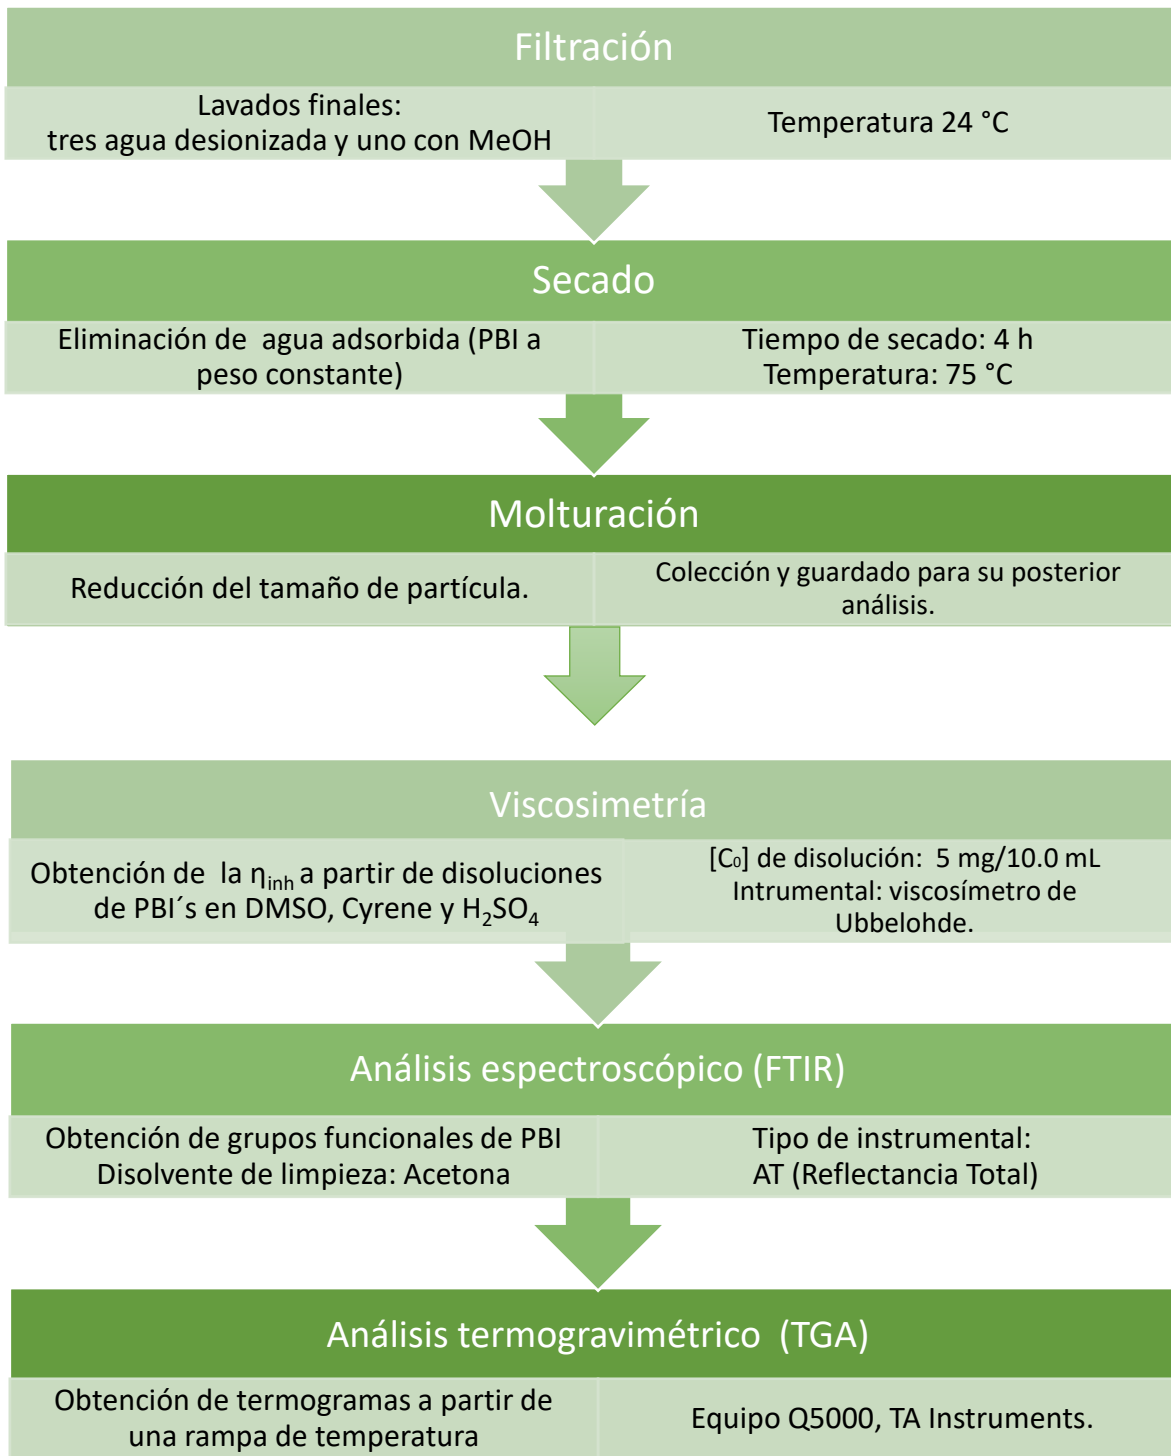 Filtración
Lavados finales:
tres agua desionizada y uno con MeOH
Temperatura 24 °C
Secado
Eliminación de  agua adsorbida (PBI a
peso constante)
Tiempo de secado: 4 h
Temperatura: 75 °C
Molturación
Reducción del tamaño de partícula.
Colección y guardado para su posterior
análisis.
Viscosimetría
Obtención de  la ηinh a partir de disoluciones
de PBI´s en DMSO, Cyrene y H2SO4
[C₀] de disolución:  5 mg/10.0 mL
Intrumental: viscosímetro de
Ubbelohde.
Análisis espectroscópico (FTIR)
Obtención de grupos funcionales de PBI
Disolvente de limpieza: Acetona
Tipo de instrumental:
AT (Reflectancia Total)
Análisis termogravimétrico  (TGA)
Obtención de termogramas a partir de
una rampa de temperatura
Equipo Q5000, TA Instruments.